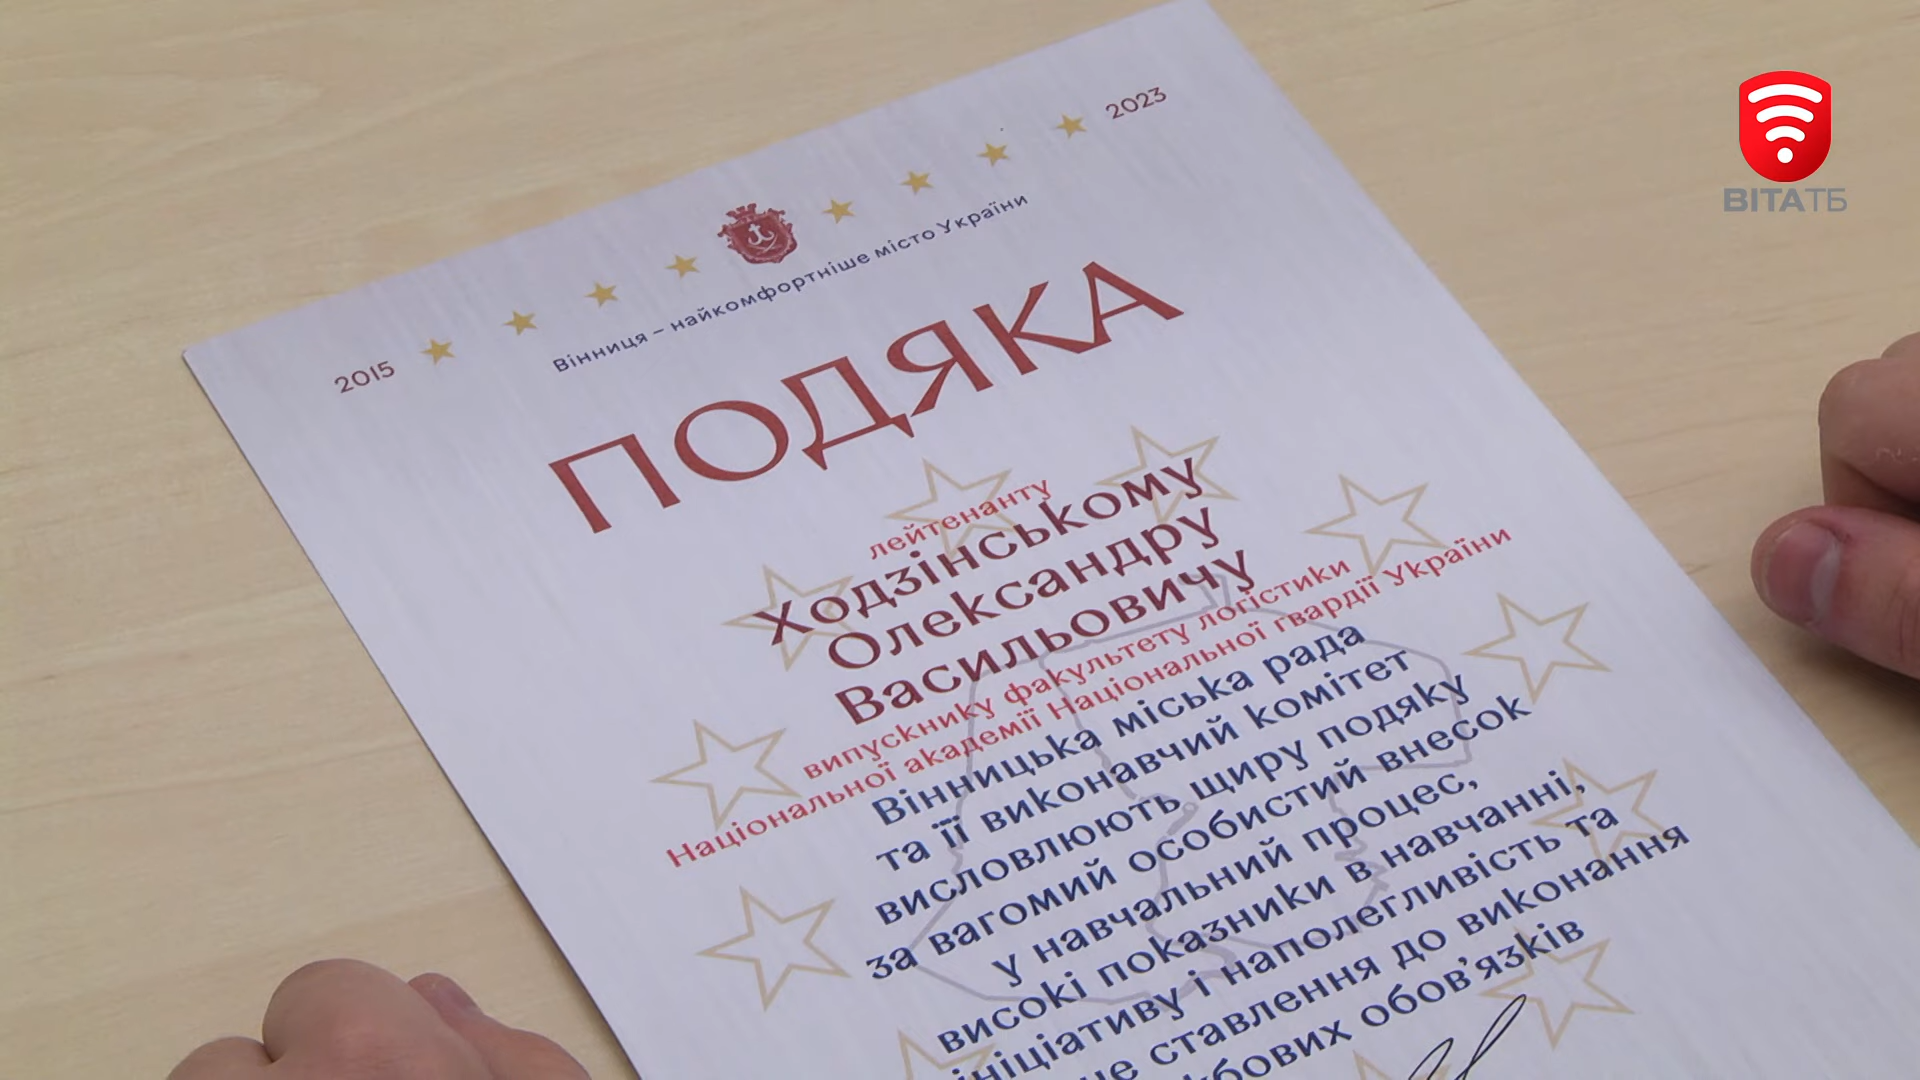 ВІТАТБ
2015
2023
Вінниця – найкомфортніше місто України
ПОДЯКА
лейтенанту
Ходзінському
Олександру
Васильовичу
випускнику факультету логістики
Національної академії Національної гвардії України
Вінницька міська рада
та її виконавчий комітет
висловлюють щиру подяку
за вагомий особистий внесок
у навчальний процес,
високі показники в навчанні,
ініціативу і наполегливість та
ставлення до виконання
обов’язків